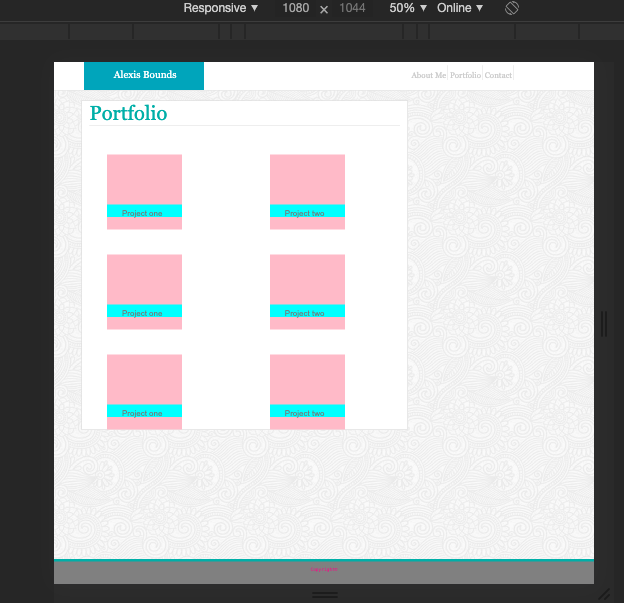 Responsive ▼ 1080 × 1044 50% ▼ Online ▼
Alexis Bounds
About Me Portfolio Contact
Portfolio
Project one Project two
Project one Project two
Project one Project two